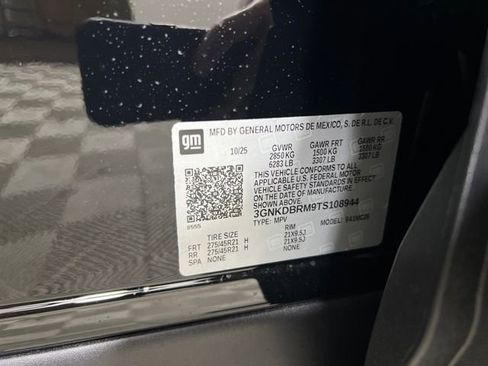 gm
MFD BY GENERAL MOTORS DE MEXICO, S. DE R.L. DE C.V.
10/25 GVWR GAWR FRT GAWR RR
2850 KG 1500 KG 1500 KG
6283 LB 3307 LB 3307 LB
THIS VEHICLE CONFORMS TO ALL
APPLICABLE U.S. FEDERAL MOTOR
VEHICLE SAFETY STANDARDS IN
EFFECT ON THE DATE OF
MANUFACTURE SHOWN ABOVE.
3GNKDBRM9TS108944
TYPE: MPV MODEL:
TIRE SIZE RIM
FRT 275/45R21 H 21X9.5J
RR 275/45R21 H 21X9.5J
SPA NONE NONE